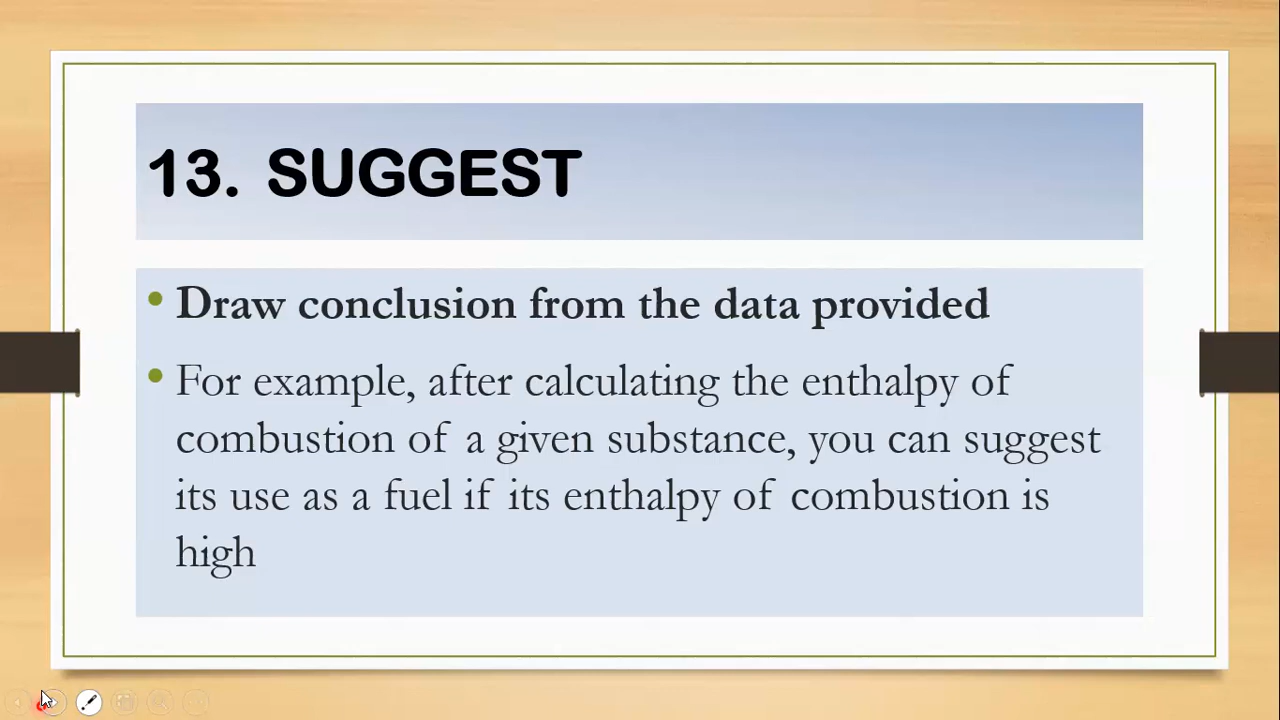 13. SUGGEST
• Draw conclusion from the data provided
• For example, after calculating the enthalpy of
combustion of a given substance, you can suggest
its use as a fuel if its enthalpy of combustion is
high